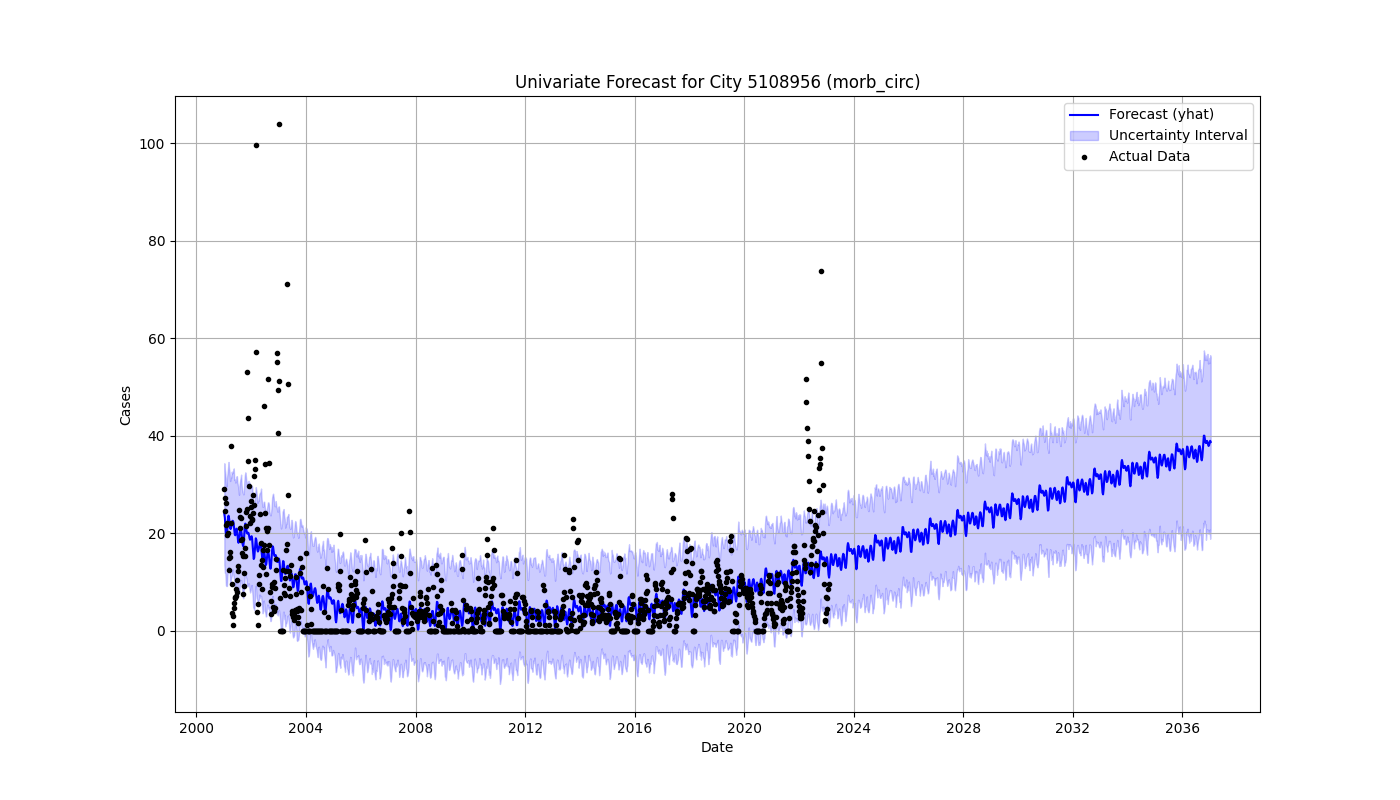 Univariate Forecast for City 5108956 (morb_circ)
Forecast (yhat)
Uncertainty Interval
Actual Data
100
80
60
40
20
0
Cases
2000 2004 2008 2012 2016 2020 2024 2028 2032 2036
Date